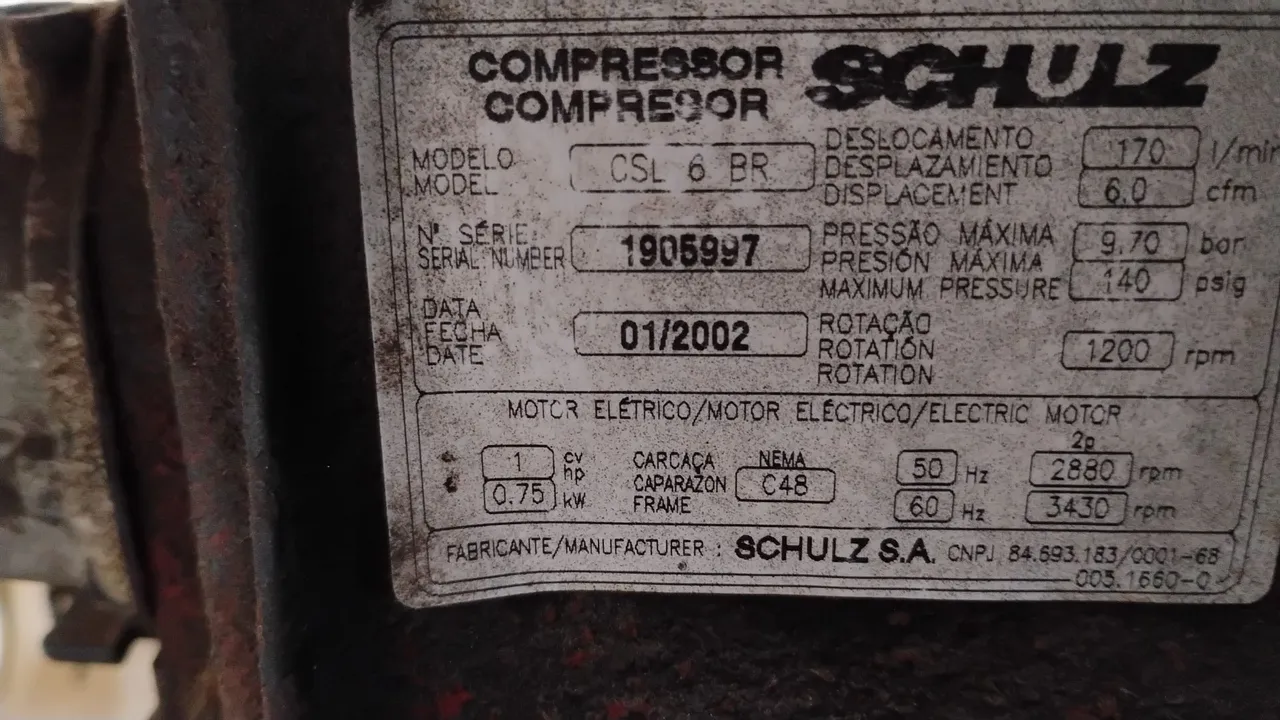 COMPRESSOR SCHULZ
COMPRESOR
MODELO
MODEL
CSL 6 BR
DESLOCAMENTO
DESPLAZAMIENTO
DISPLACEMENT
170 l/min
6.0 cfm
Nº SÉRIE
SERIAL NUMBER
1905997
PRESSÃO MÁXIMA
PRESIÓN MÁXIMA
MAXIMUM PRESSURE
9,70 bar
140 psig
DATA
FECHA
DATE
01/2002
ROTAÇÃO
ROTATIÓN
ROTATION
1200 rpm
MOTOR ELÉTRICO/MOTOR ELÉCTRICO/ELECTRIC MOTOR
1 cv
hp
0.75 kW
CARCAÇA
CAPARAZÓN
FRAME
NEMA
C48
50 Hz
60 Hz
2p
2880 rpm
3430 rpm
FABRICANTE/MANUFACTURER : SCHULZ S.A. CNPJ 84.693.183/0001-68
003.1660-0